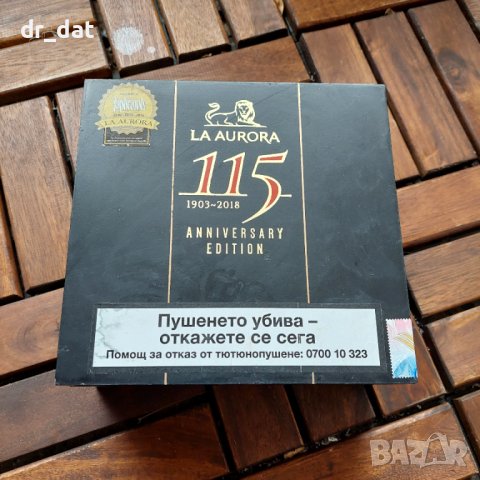 dr_dat
LA AURORA
LA AURORA
115
1903~2018
ANNIVERSARY
EDITION
Пушенето убива –
откажете се сега
Помощ за отказ от тютюнопушене: 0700 10 323
BAZAR